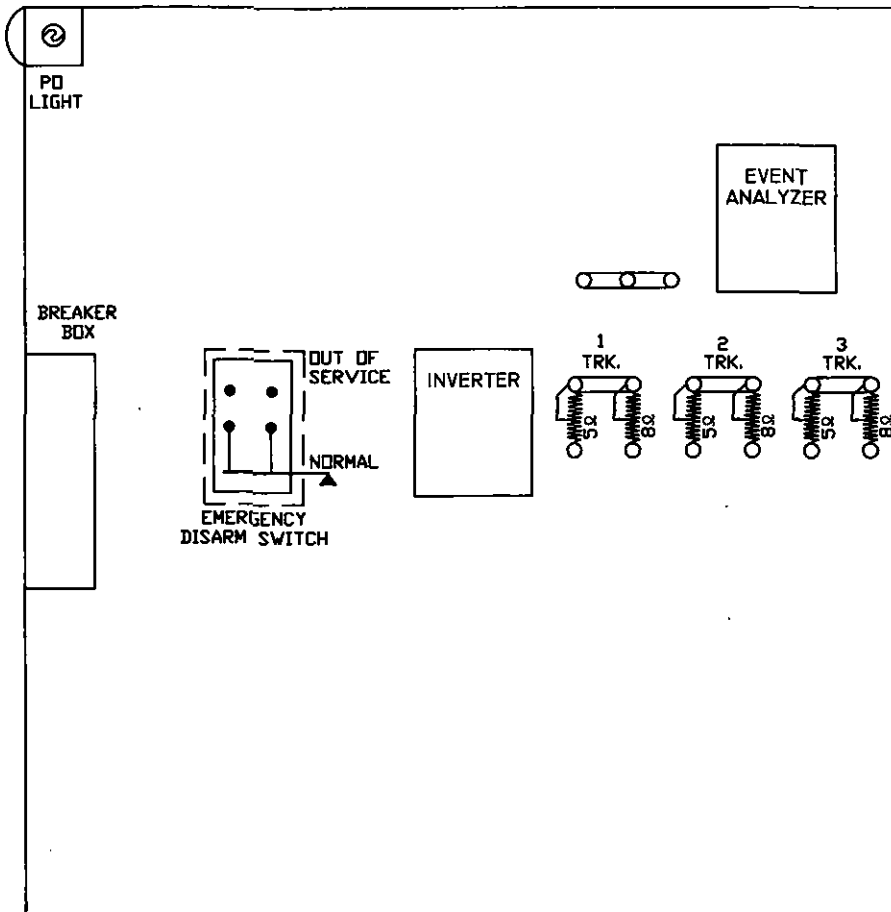 PO
LIGHT
EVENT
ANALYZER
BREAKER
BOX
OUT OF
SERVICE
NORMAL
EMERGENCY
DISARM SWITCH
INVERTER
1
TRK.
2
TRK.
3
TRK.
5Ω
8Ω
5Ω
8Ω
5Ω
8Ω